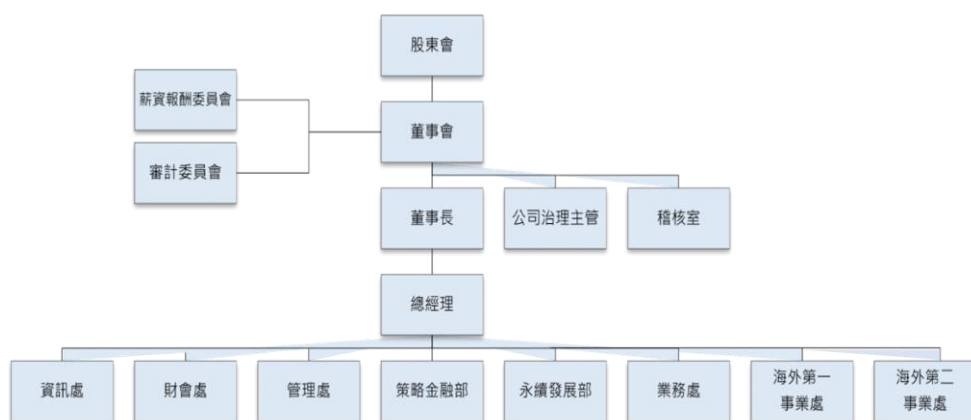 股東會
薪資報酬委員會
董事會
審計委員會
董事長
公司治理主管
稽核室
總經理
資訊處
財會處
管理處
策略金融部
永續發展部
業務處
海外第一
事業處
海外第二
事業處